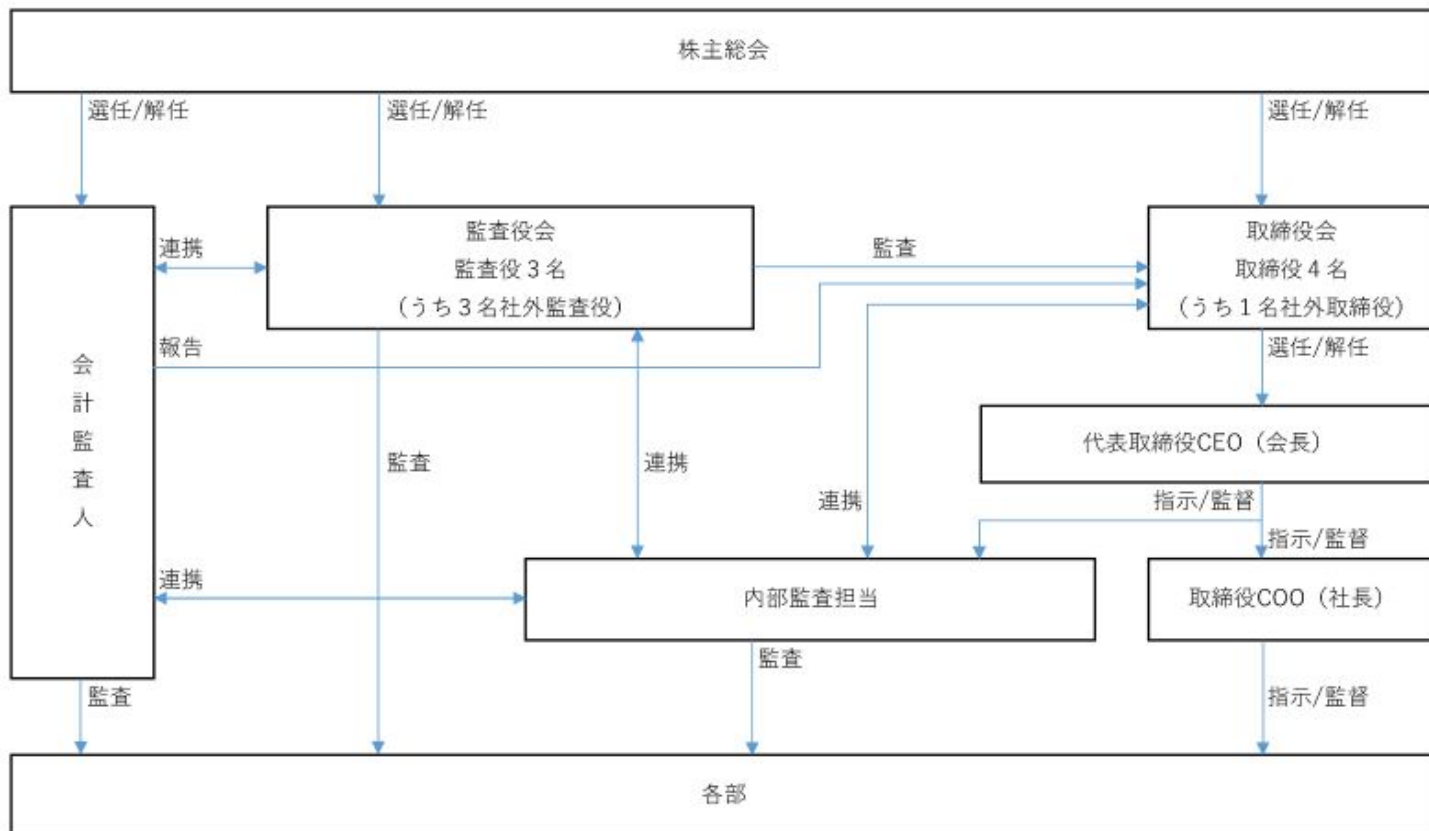 株主総会
選任/解任
選任/解任
選任/解任
会計監査人
連携
監査役会
監査役３名
（うち３名社外監査役）
監査
取締役会
取締役４名
（うち１名社外取締役）
報告
選任/解任
代表取締役CEO（会長）
監査
連携
連携
指示/監督
指示/監督
連携
内部監査担当
取締役COO（社長）
監査
監査
指示/監督
各部